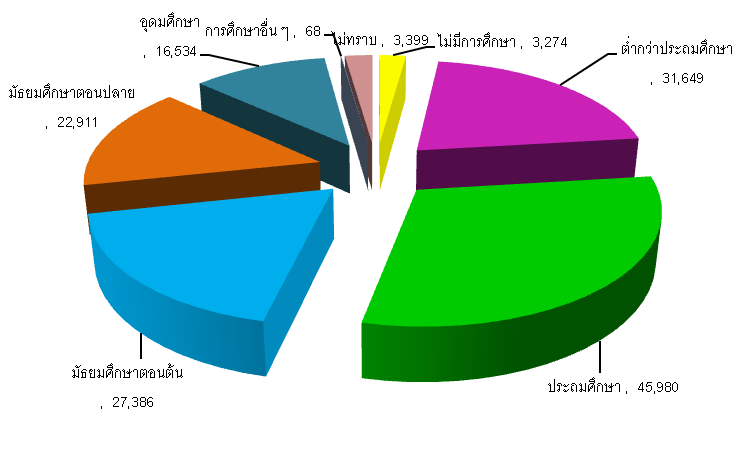 อุดมศึกษา
, 16,534
การศึกษาอื่น ๆ , 68
ไม่ทราบ , 3,399
ไม่มีการศึกษา , 3,274
ต่ำกว่าประถมศึกษา
, 31,649
มัธยมศึกษาตอนปลาย
, 22,911
มัธยมศึกษาตอนต้น
, 27,386
ประถมศึกษา , 45,980